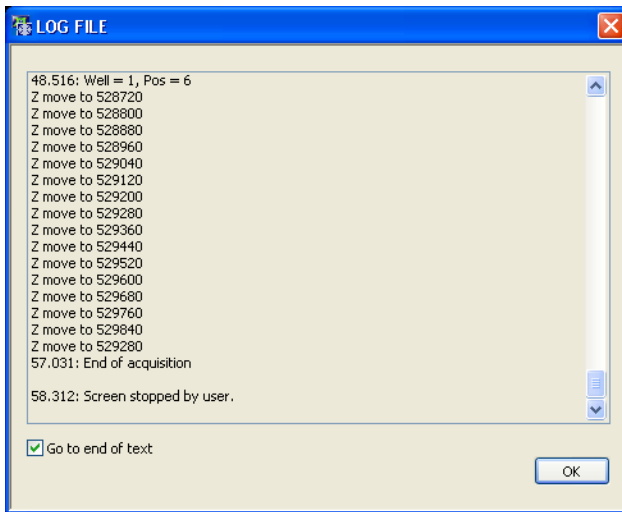 LOG FILE
48.516: Well = 1, Pos = 6
Z move to 528720
Z move to 528800
Z move to 528880
Z move to 528960
Z move to 529040
Z move to 529120
Z move to 529200
Z move to 529280
Z move to 529360
Z move to 529440
Z move to 529520
Z move to 529600
Z move to 529680
Z move to 529760
Z move to 529840
Z move to 529280
57.031: End of acquisition
58.312: Screen stopped by user.
Go to end of text
OK